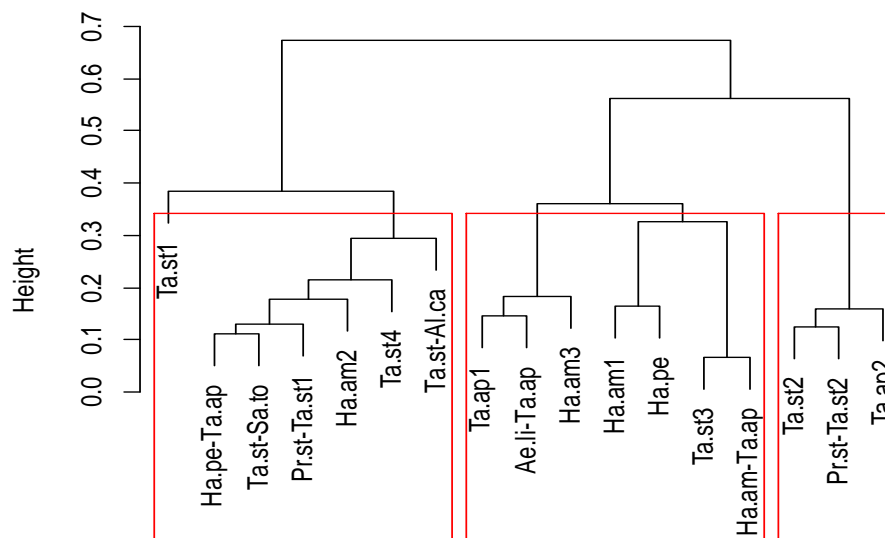 0.7
0.6
0.5
0.4
0.3
0.2
0.1
0.0
Height
Ta.st1
Ha.pe-Ta.ap
Ta.st-Sa.to
Pr.st-Ta.st1
Ha.am2
Ta.st4
Ta.st-Al.ca
Ta.ap1
Ae.li-Ta.ap
Ha.am3
Ha.am1
Ha.pe
Ta.st3
Ha.am-Ta.ap
Ta.st2
Pr.st-Ta.st2
Ta.ap2